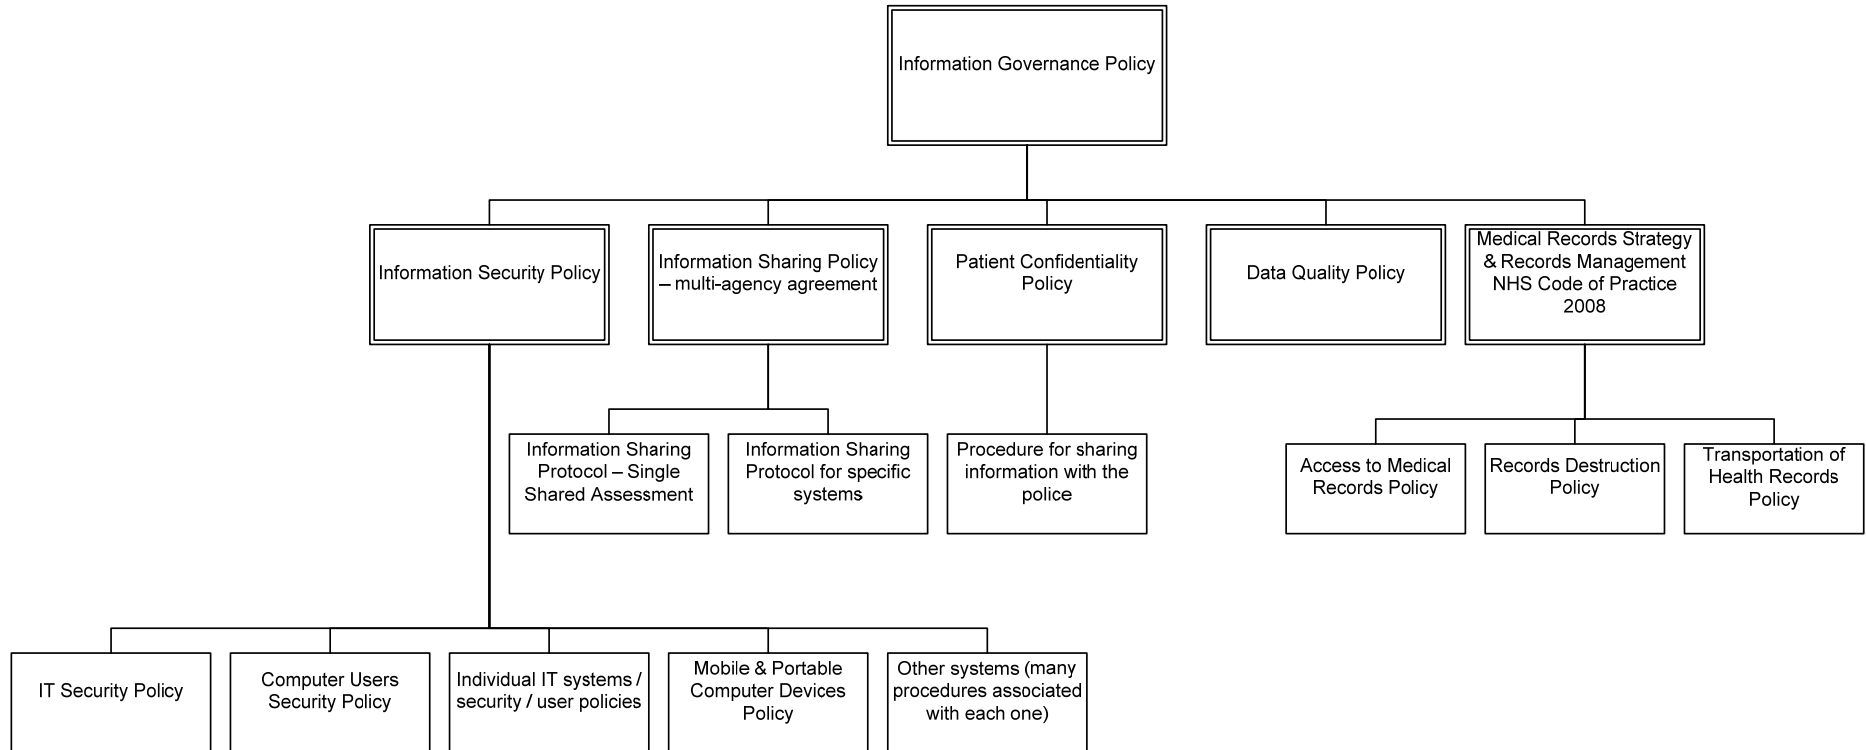 Information Governance Policy
Information Security Policy
Information Sharing Policy
– multi-agency agreement
Patient Confidentiality
Policy
Data Quality Policy
Medical Records Strategy
& Records Management
NHS Code of Practice
2008
Information Sharing
Protocol – Single
Shared Assessment
Information Sharing
Protocol for specific
systems
Procedure for sharing
information with the
police
Access to Medical
Records Policy
Records Destruction
Policy
Transportation of
Health Records
Policy
IT Security Policy
Computer Users
Security Policy
Individual IT systems /
security / user policies
Mobile & Portable
Computer Devices
Policy
Other systems (many
procedures associated
with each one)